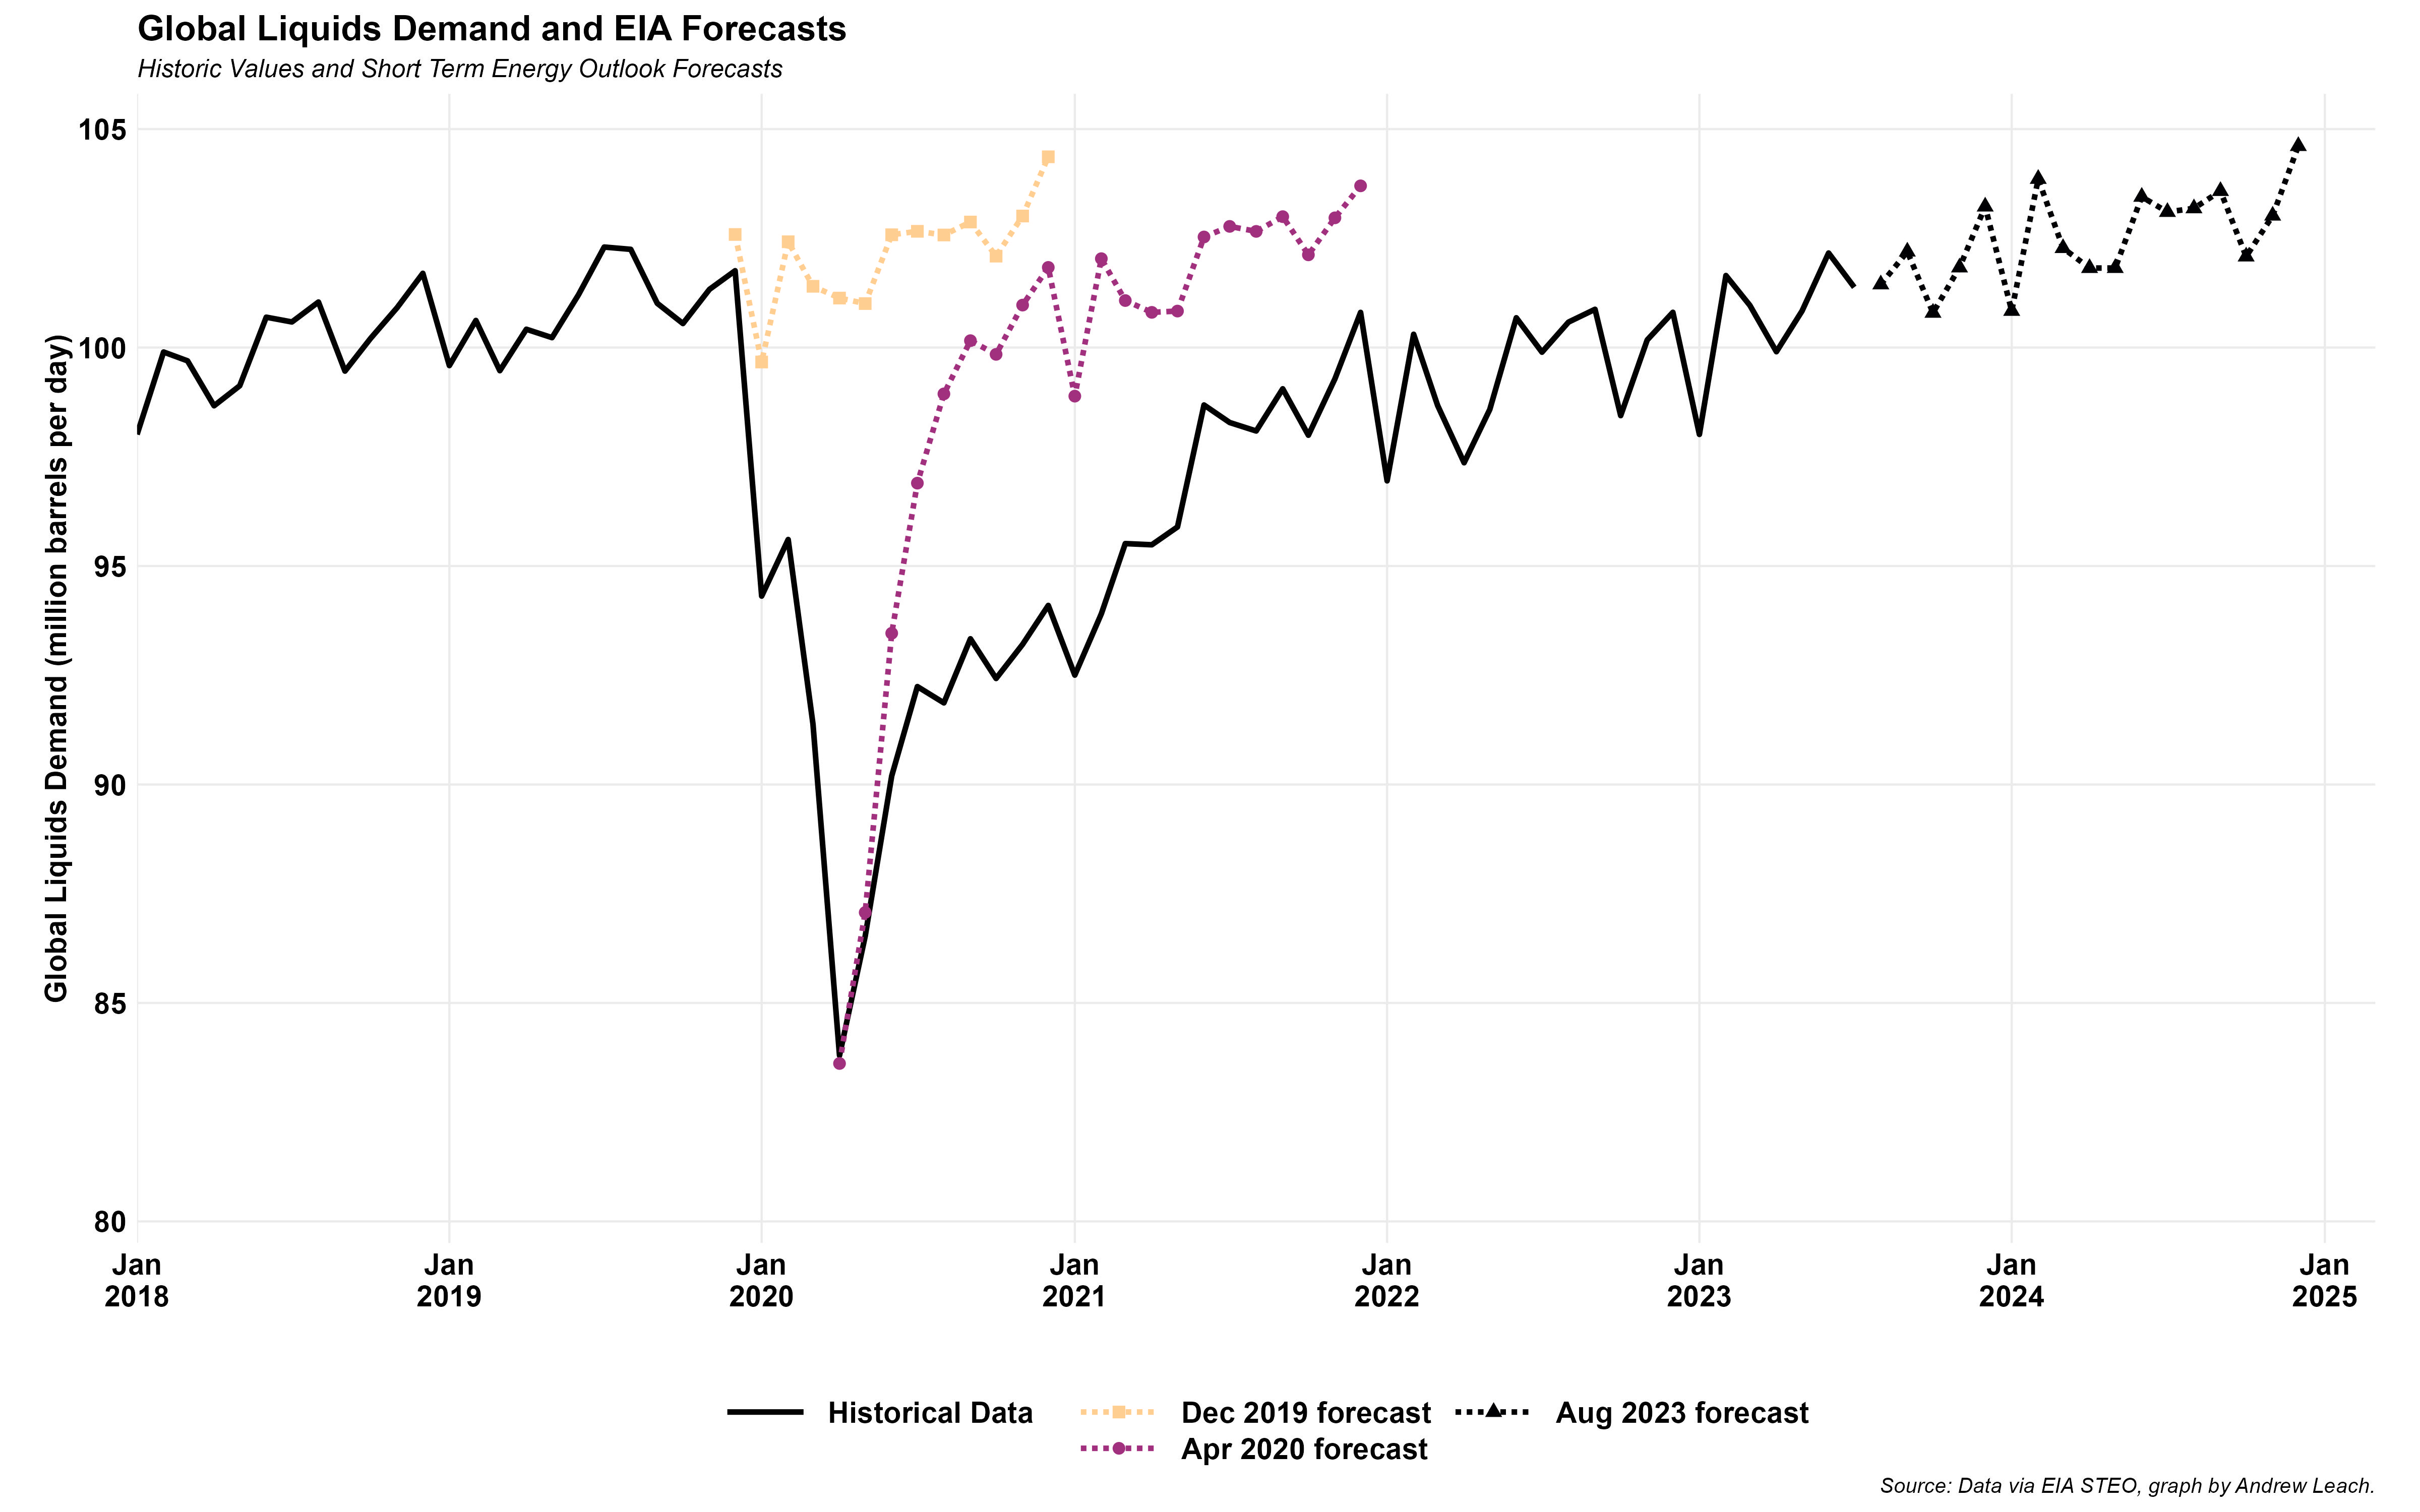 Global Liquids Demand and EIA Forecasts
Historic Values and Short Term Energy Outlook Forecasts
Global Liquids Demand (million barrels per day)
105
100
95
90
85
80
Jan
2018
Jan
2019
Jan
2020
Jan
2021
Jan
2022
Jan
2023
Jan
2024
Jan
2025
Historical Data
Dec 2019 forecast
Apr 2020 forecast
Aug 2023 forecast
Source: Data via EIA STEO, graph by Andrew Leach.